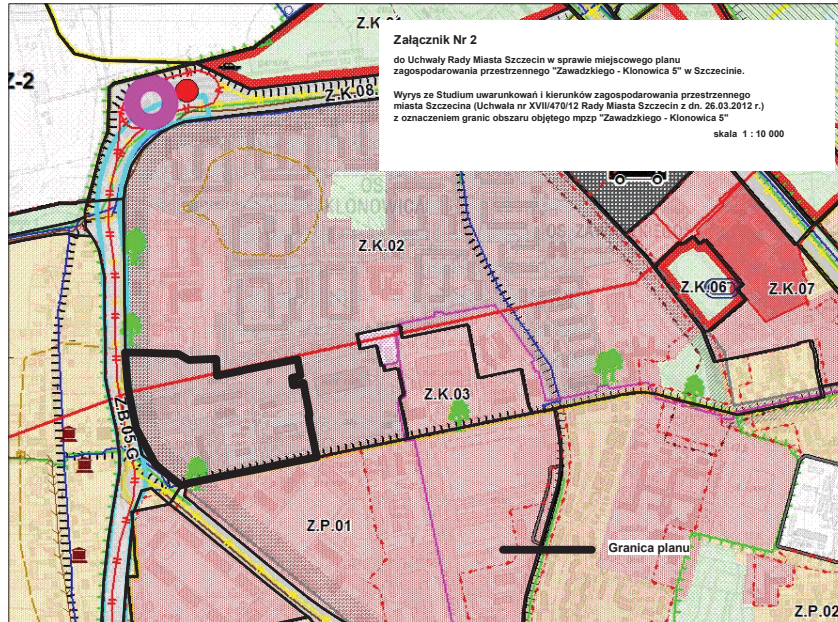 Załącznik Nr 2
do Uchwały Rady Miasta Szczecin w sprawie miejscowego planu
zagospodarowania przestrzennego "Zawadzkiego - Klonowica 5" w Szczecinie.
Wyrys ze Studium uwarunkowań i kierunków zagospodarowania przestrzennego
miasta Szczecina (Uchwała nr XVII/470/12 Rady Miasta Szczecin z dn. 26.03.2012 r.)
z oznaczeniem granic obszaru objętego mpzp "Zawadzkiego - Klonowica 5"
skala 1 : 10 000
Z-2
Z.K.08
OS.
KLONOWICA
Z.K.02
Z.K.06
Z.K.07
Z.K.03
Z.B.05.G
Z.P.01
Granica planu
Z.P.02